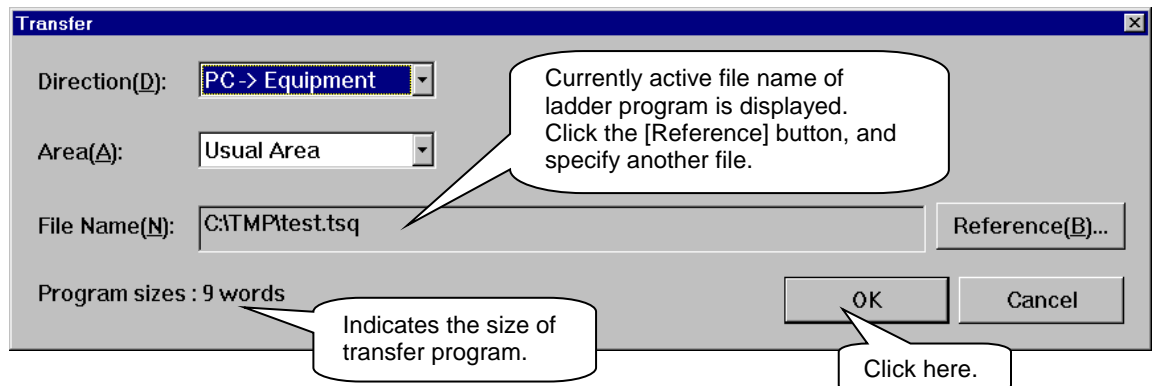 Transfer
Direction(D):
PC -> Equipment
Currently active file name of
ladder program is displayed.
Click the [Reference] button, and
specify another file.
Area(A):
Usual Area
File Name(N):
C:\TMP\test.tsq
Reference(B)...
Program sizes : 9 words
OK
Cancel
Indicates the size of
transfer program.
Click here.